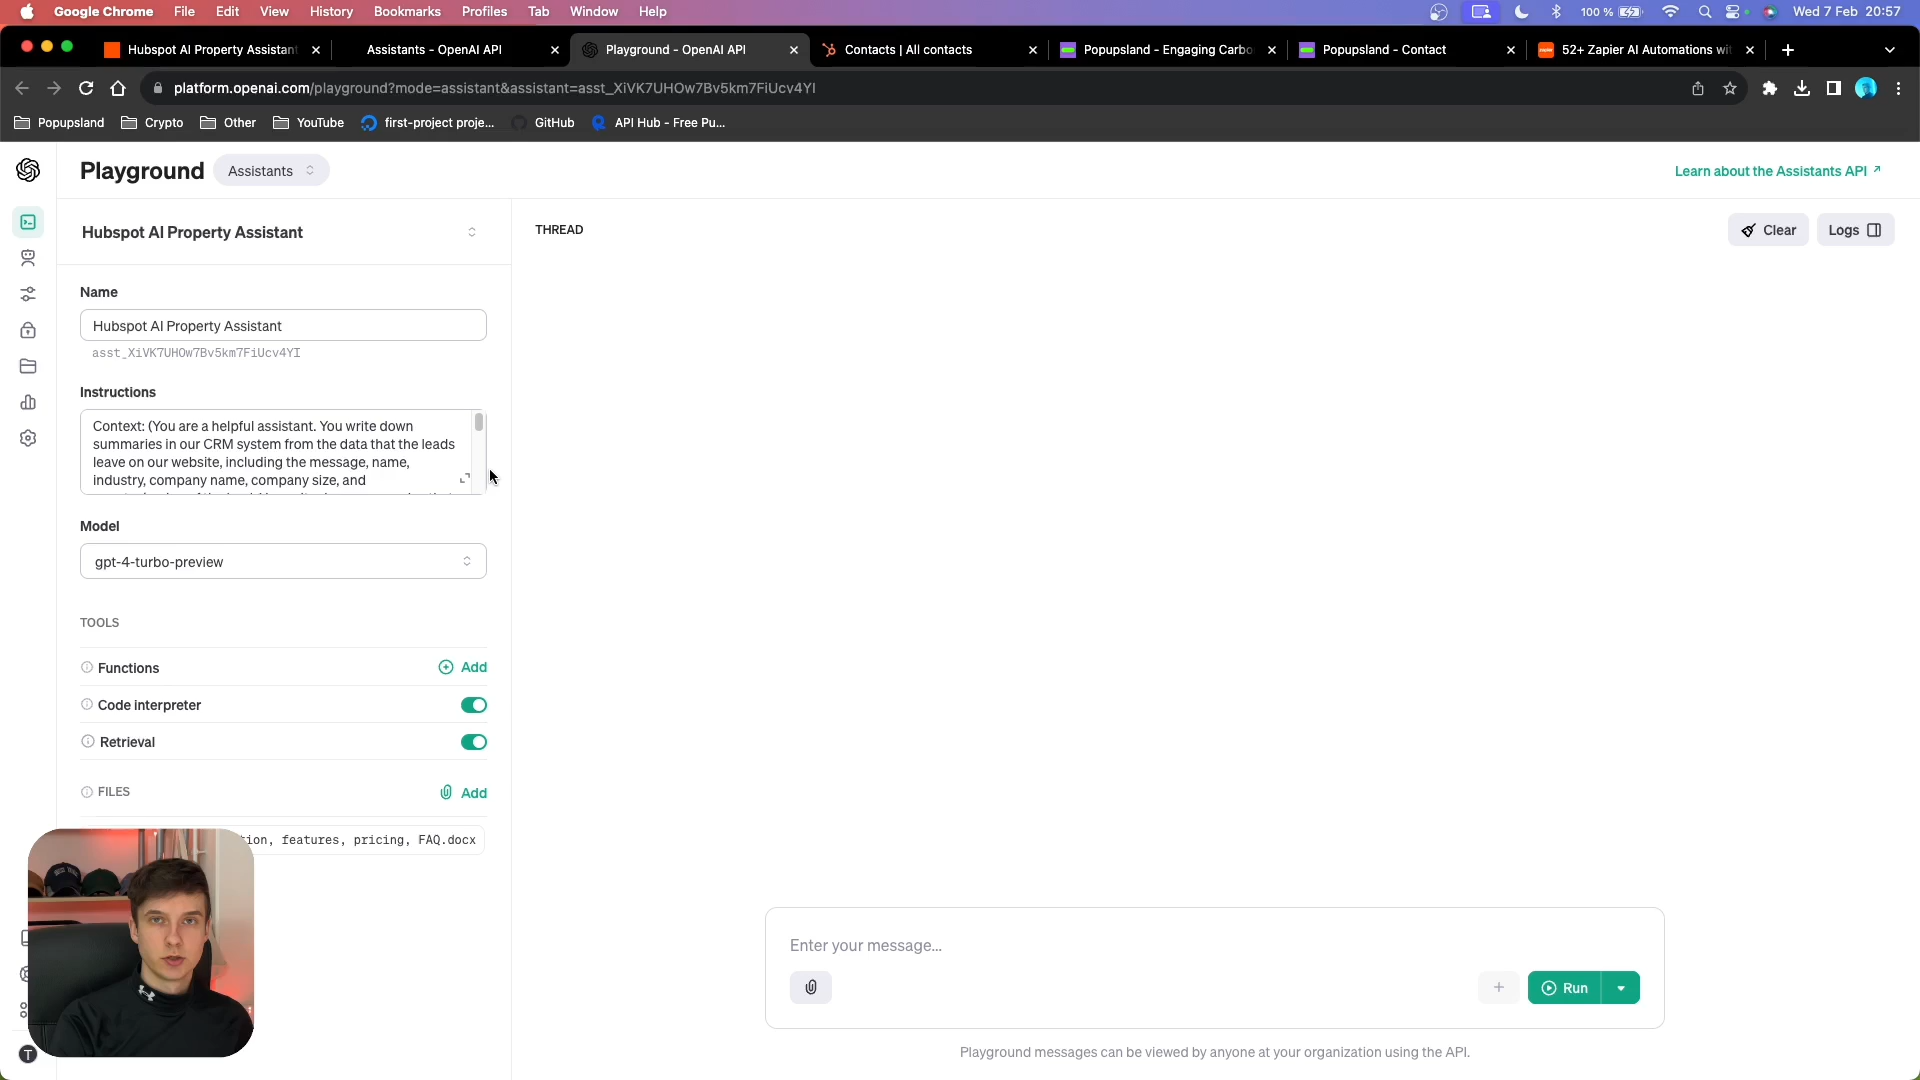 Google Chrome File Edit View History Bookmarks Profiles Tab Window Help 100 % Wed 7 Feb 20:57
Hubspot AI Property Assistant Assistants - OpenAI API Playground - OpenAI API Contacts | All contacts Popupsland - Engaging Carbo Popupsland - Contact 52+ Zapier AI Automations wit
platform.openai.com/playground?mode=assistant&assistant=asst_XiVK7UHOw7Bv5km7FiUcv4YI
Popupsland Crypto Other YouTube first-project proje... GitHub API Hub - Free Pu...
Playground Assistants Learn about the Assistants API
Hubspot AI Property Assistant
THREAD Clear Logs
Name
Hubspot AI Property Assistant
asst_XiVK7UHOw7Bv5km7FiUcv4YI
Instructions
Context: (You are a helpful assistant. You write down
summaries in our CRM system from the data that the leads
leave on our website, including the message, name,
industry, company name, company size, and
Model
gpt-4-turbo-preview
TOOLS
Functions Add
Code interpreter
Retrieval
FILES Add
tion, features, pricing, FAQ.docx
Enter your message...
Run
Playground messages can be viewed by anyone at your organization using the API.
T